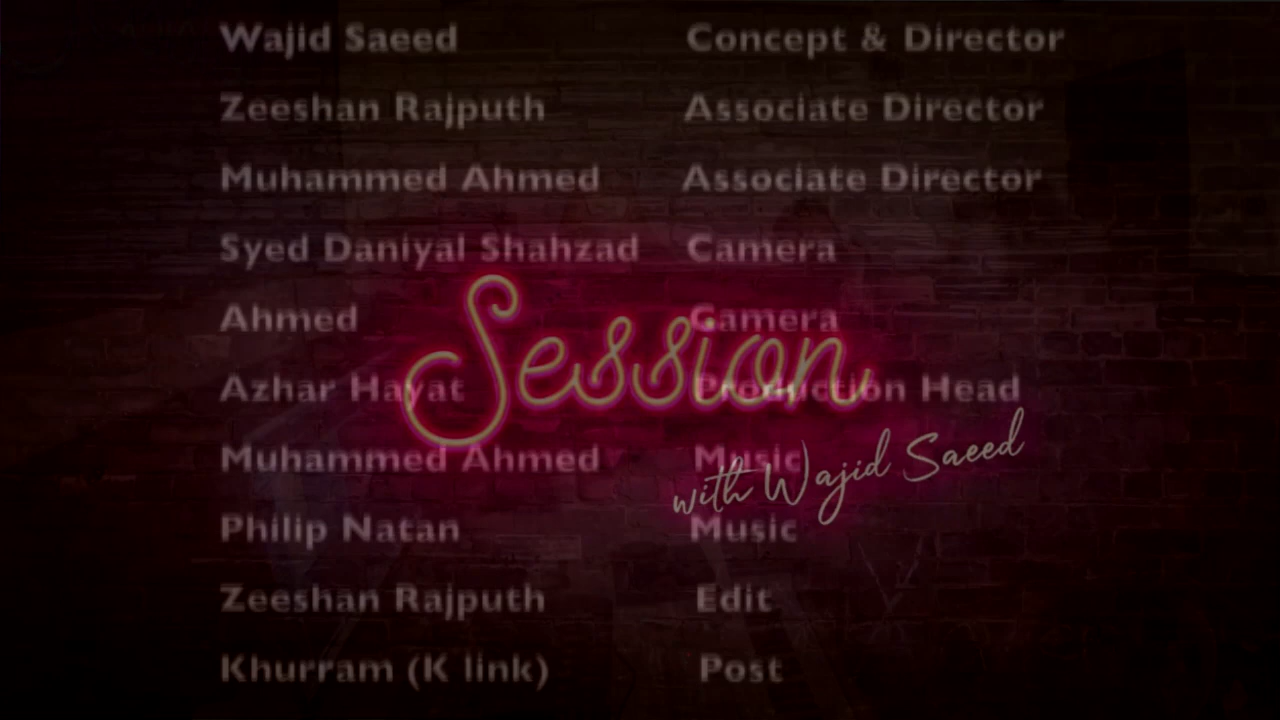 Wajid Saeed Concept & Director
Zeeshan Rajputh Associate Director
Muhammed Ahmed Associate Director
Syed Daniyal Shahzad Camera
Ahmed Camera
Session
Azhar Hayat Production Head
Muhammed Ahmed Music
with Wajid Saeed
Philip Natan Music
Zeeshan Rajputh Edit
Khurram (K link) Post